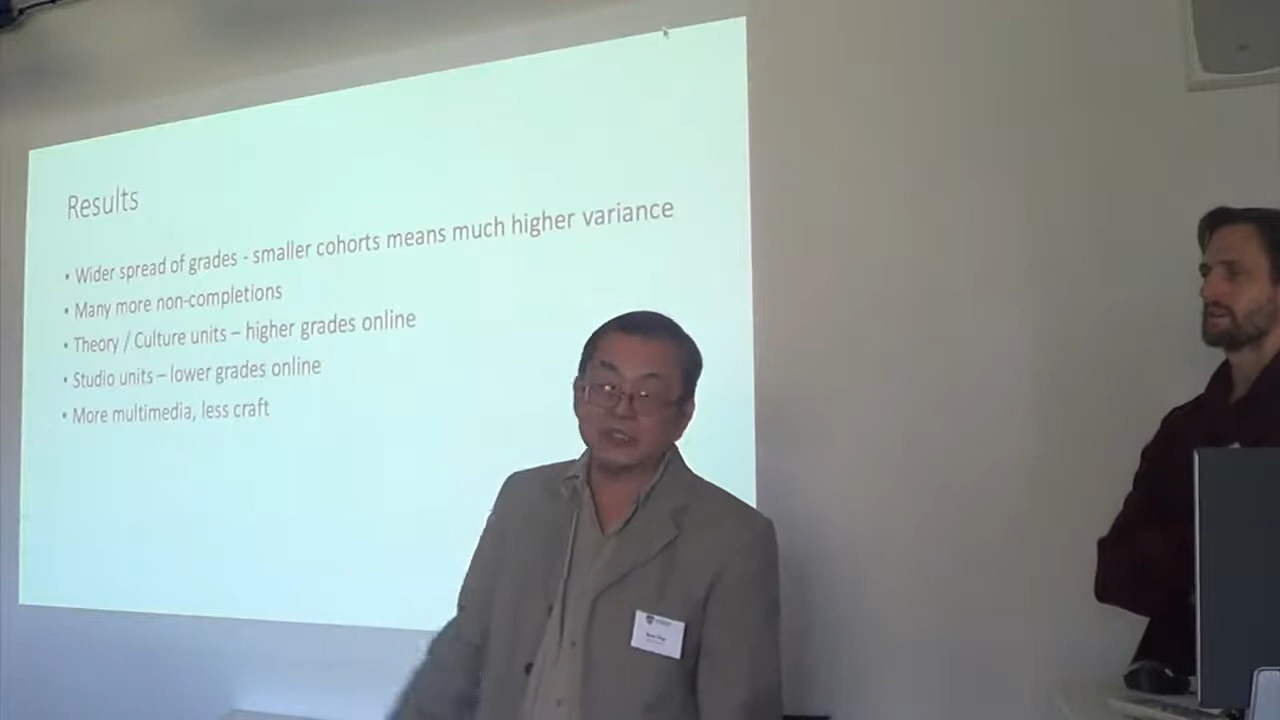 Results
• Wider spread of grades - smaller cohorts means much higher variance
• Many more non-completions
• Theory / Culture units – higher grades online
• Studio units – lower grades online
• More multimedia, less craft